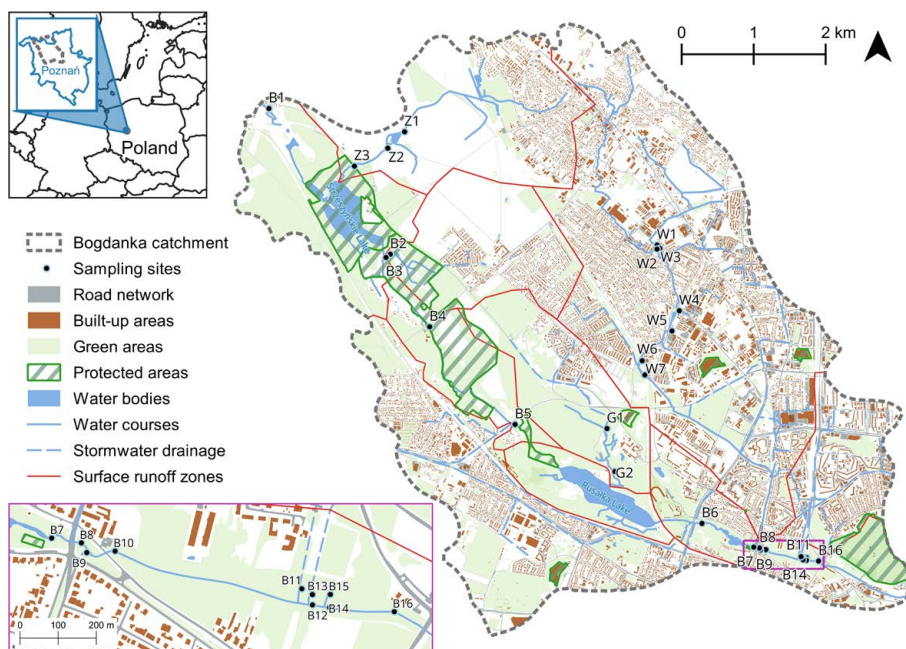 Poznań
Poland
0
1
2 km
Bogdanka catchment
Sampling sites
Road network
Built-up areas
Green areas
Protected areas
Water bodies
Water courses
Stormwater drainage
Surface runoff zones
B1
Z1
Z2
Z3
Strzeszyńskie Lake
B2
B3
B4
B5
W1
W2
W3
W4
W5
W6
W7
G1
G2
Rusałka Lake
B6
B7
B8
B9
B11
B14
B16
B7
B8
B9
B10
B11
B13
B15
B12
B14
B16
0
100
200 m